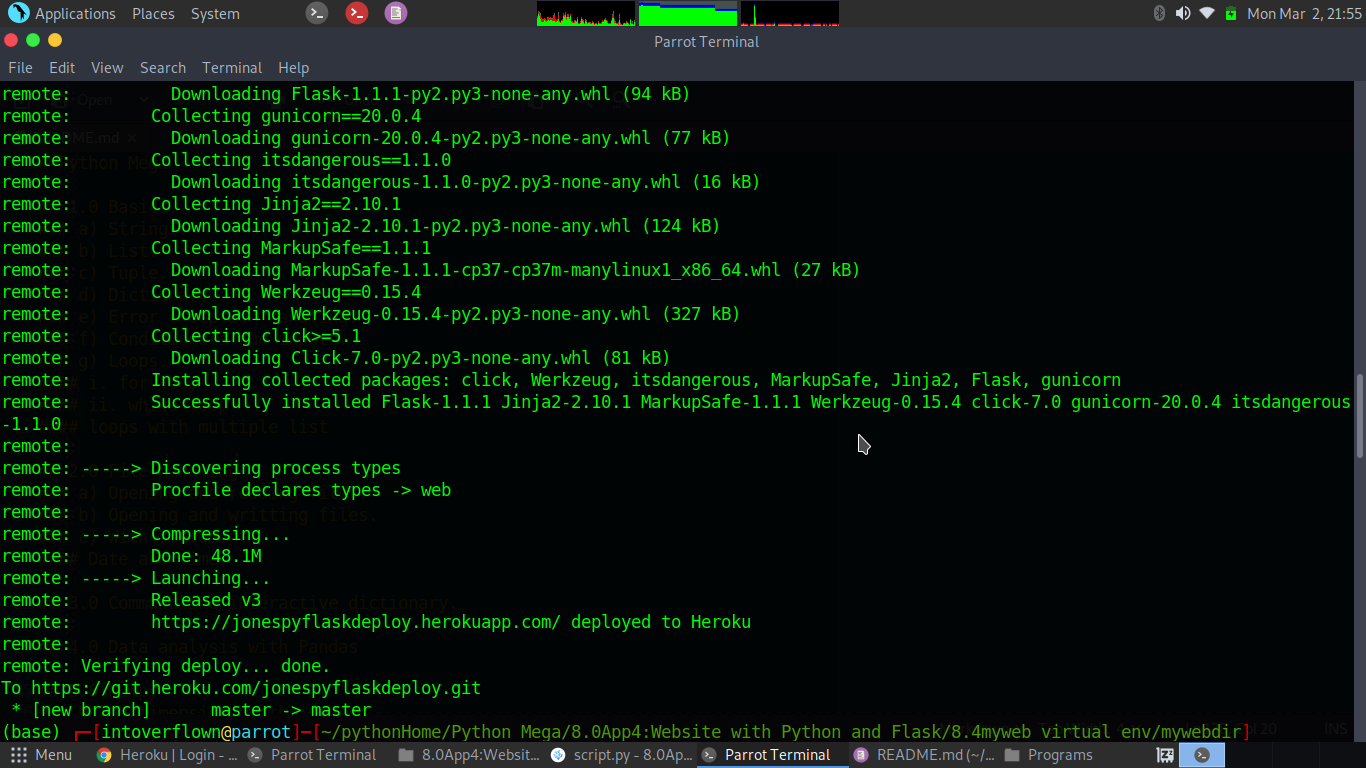 Applications Places System
Mon Mar 2, 21:55
Parrot Terminal
File Edit View Search Terminal Help
remote: Downloading Flask-1.1.1-py2.py3-none-any.whl (94 kB)
remote: Collecting gunicorn==20.0.4
remote: Downloading gunicorn-20.0.4-py2.py3-none-any.whl (77 kB)
remote: Collecting itsdangerous==1.1.0
remote: Downloading itsdangerous-1.1.0-py2.py3-none-any.whl (16 kB)
remote: Collecting Jinja2==2.10.1
remote: Downloading Jinja2-2.10.1-py2.py3-none-any.whl (124 kB)
remote: Collecting MarkupSafe==1.1.1
remote: Downloading MarkupSafe-1.1.1-cp37-cp37m-manylinux1_x86_64.whl (27 kB)
remote: Collecting Werkzeug==0.15.4
remote: Downloading Werkzeug-0.15.4-py2.py3-none-any.whl (327 kB)
remote: Collecting click>=5.1
remote: Downloading Click-7.0-py2.py3-none-any.whl (81 kB)
remote: Installing collected packages: click, Werkzeug, itsdangerous, MarkupSafe, Jinja2, Flask, gunicorn
remote: Successfully installed Flask-1.1.1 Jinja2-2.10.1 MarkupSafe-1.1.1 Werkzeug-0.15.4 click-7.0 gunicorn-20.0.4 itsdangerous
-1.1.0
remote:
remote: -----> Discovering process types
remote: Procfile declares types -> web
remote:
remote: -----> Compressing...
remote: Done: 48.1M
remote: -----> Launching...
remote: Released v3
remote: https://jonespyflaskdeploy.herokuapp.com/ deployed to Heroku
remote:
remote: Verifying deploy... done.
To https://git.heroku.com/jonespyflaskdeploy.git
* [new branch] master -> master
(base) ┌─[intoverflown@parrot]─[~/pythonHome/Python Mega/8.0App4:Website with Python and Flask/8.4myweb virtual env/mywebdir]
Menu Heroku | Login - ... Parrot Terminal 8.0App4:Websit... script.py - 8.0Ap... Parrot Terminal README.md (~/... Programs